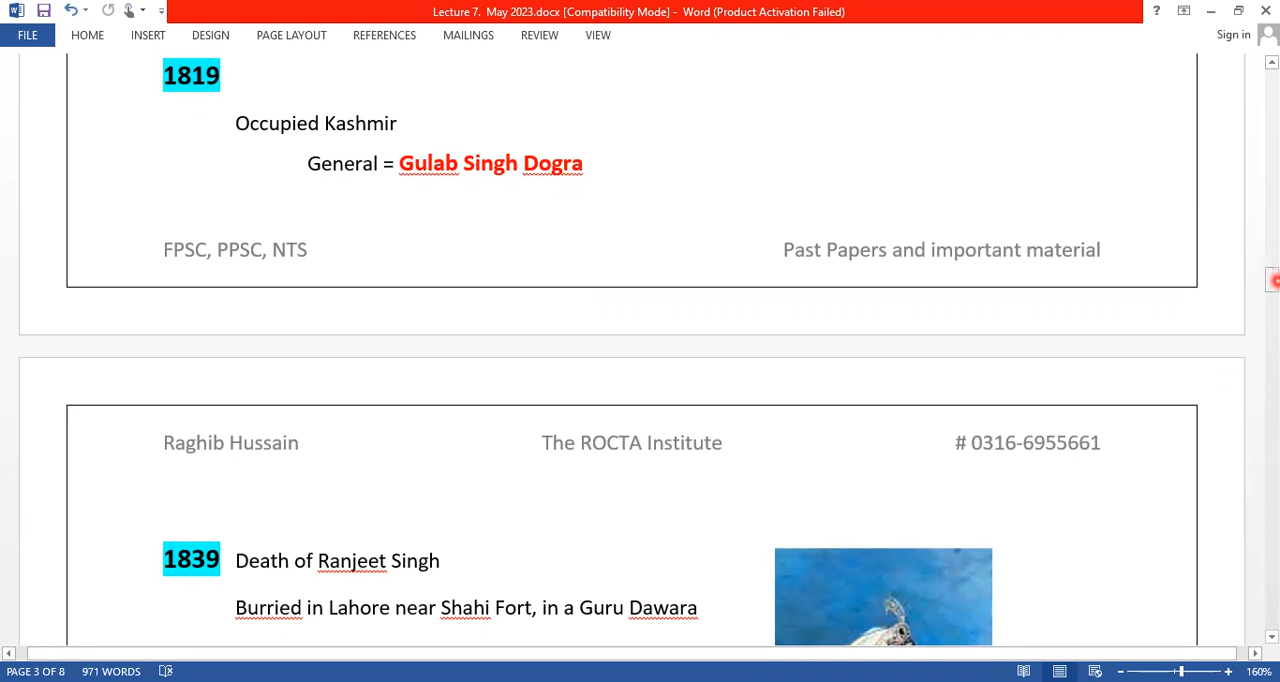 Lecture 7.  May 2023.docx [Compatibility Mode] -  Word (Product Activation Failed)
?
FILE HOME INSERT DESIGN PAGE LAYOUT REFERENCES MAILINGS REVIEW VIEW Sign in
1819
Occupied Kashmir
General = Gulab Singh Dogra
FPSC, PPSC, NTS Past Papers and important material
Raghib Hussain The ROCTA Institute # 0316-6955661
1839 Death of Ranjeet Singh
Burried in Lahore near Shahi Fort, in a Guru Dawara
PAGE 3 OF 8 971 WORDS 160%